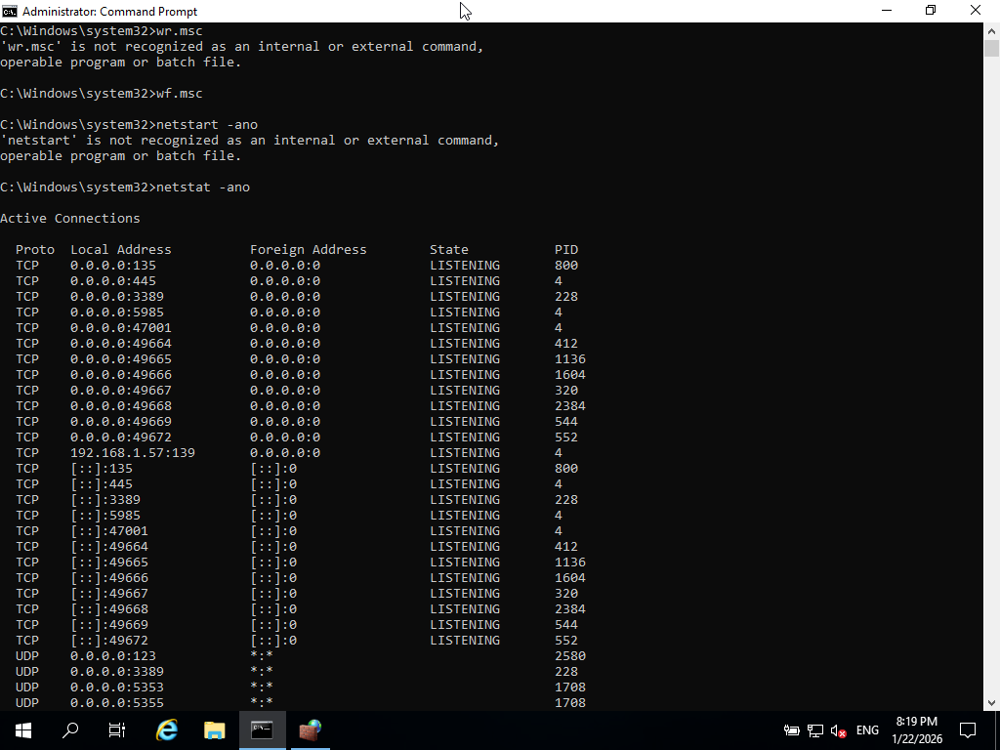 Administrator: Command Prompt
C:\Windows\system32>wr.msc
'wr.msc' is not recognized as an internal or external command,
operable program or batch file.
C:\Windows\system32>wf.msc
C:\Windows\system32>netstart -ano
'netstart' is not recognized as an internal or external command,
operable program or batch file.
C:\Windows\system32>netstat -ano
Active Connections
Proto  Local Address          Foreign Address        State           PID
TCP    0.0.0.0:135            0.0.0.0:0              LISTENING       800
TCP    0.0.0.0:445            0.0.0.0:0              LISTENING       4
TCP    0.0.0.0:3389           0.0.0.0:0              LISTENING       228
TCP    0.0.0.0:5985           0.0.0.0:0              LISTENING       4
TCP    0.0.0.0:47001          0.0.0.0:0              LISTENING       4
TCP    0.0.0.0:49664          0.0.0.0:0              LISTENING       412
TCP    0.0.0.0:49665          0.0.0.0:0              LISTENING       1136
TCP    0.0.0.0:49666          0.0.0.0:0              LISTENING       1604
TCP    0.0.0.0:49667          0.0.0.0:0              LISTENING       320
TCP    0.0.0.0:49668          0.0.0.0:0              LISTENING       2384
TCP    0.0.0.0:49669          0.0.0.0:0              LISTENING       544
TCP    0.0.0.0:49672          0.0.0.0:0              LISTENING       552
TCP    192.168.1.57:139       0.0.0.0:0              LISTENING       4
TCP    [::]:135               [::]:0                 LISTENING       800
TCP    [::]:445               [::]:0                 LISTENING       4
TCP    [::]:3389              [::]:0                 LISTENING       228
TCP    [::]:5985              [::]:0                 LISTENING       4
TCP    [::]:47001             [::]:0                 LISTENING       4
TCP    [::]:49664             [::]:0                 LISTENING       412
TCP    [::]:49665             [::]:0                 LISTENING       1136
TCP    [::]:49666             [::]:0                 LISTENING       1604
TCP    [::]:49667             [::]:0                 LISTENING       320
TCP    [::]:49668             [::]:0                 LISTENING       2384
TCP    [::]:49669             [::]:0                 LISTENING       544
TCP    [::]:49672             [::]:0                 LISTENING       552
UDP    0.0.0.0:123            *:*                                    2580
UDP    0.0.0.0:3389           *:*                                    228
UDP    0.0.0.0:5353           *:*                                    1708
UDP    0.0.0.0:5355           *:*                                    1708
ENG
8:19 PM
1/22/2026